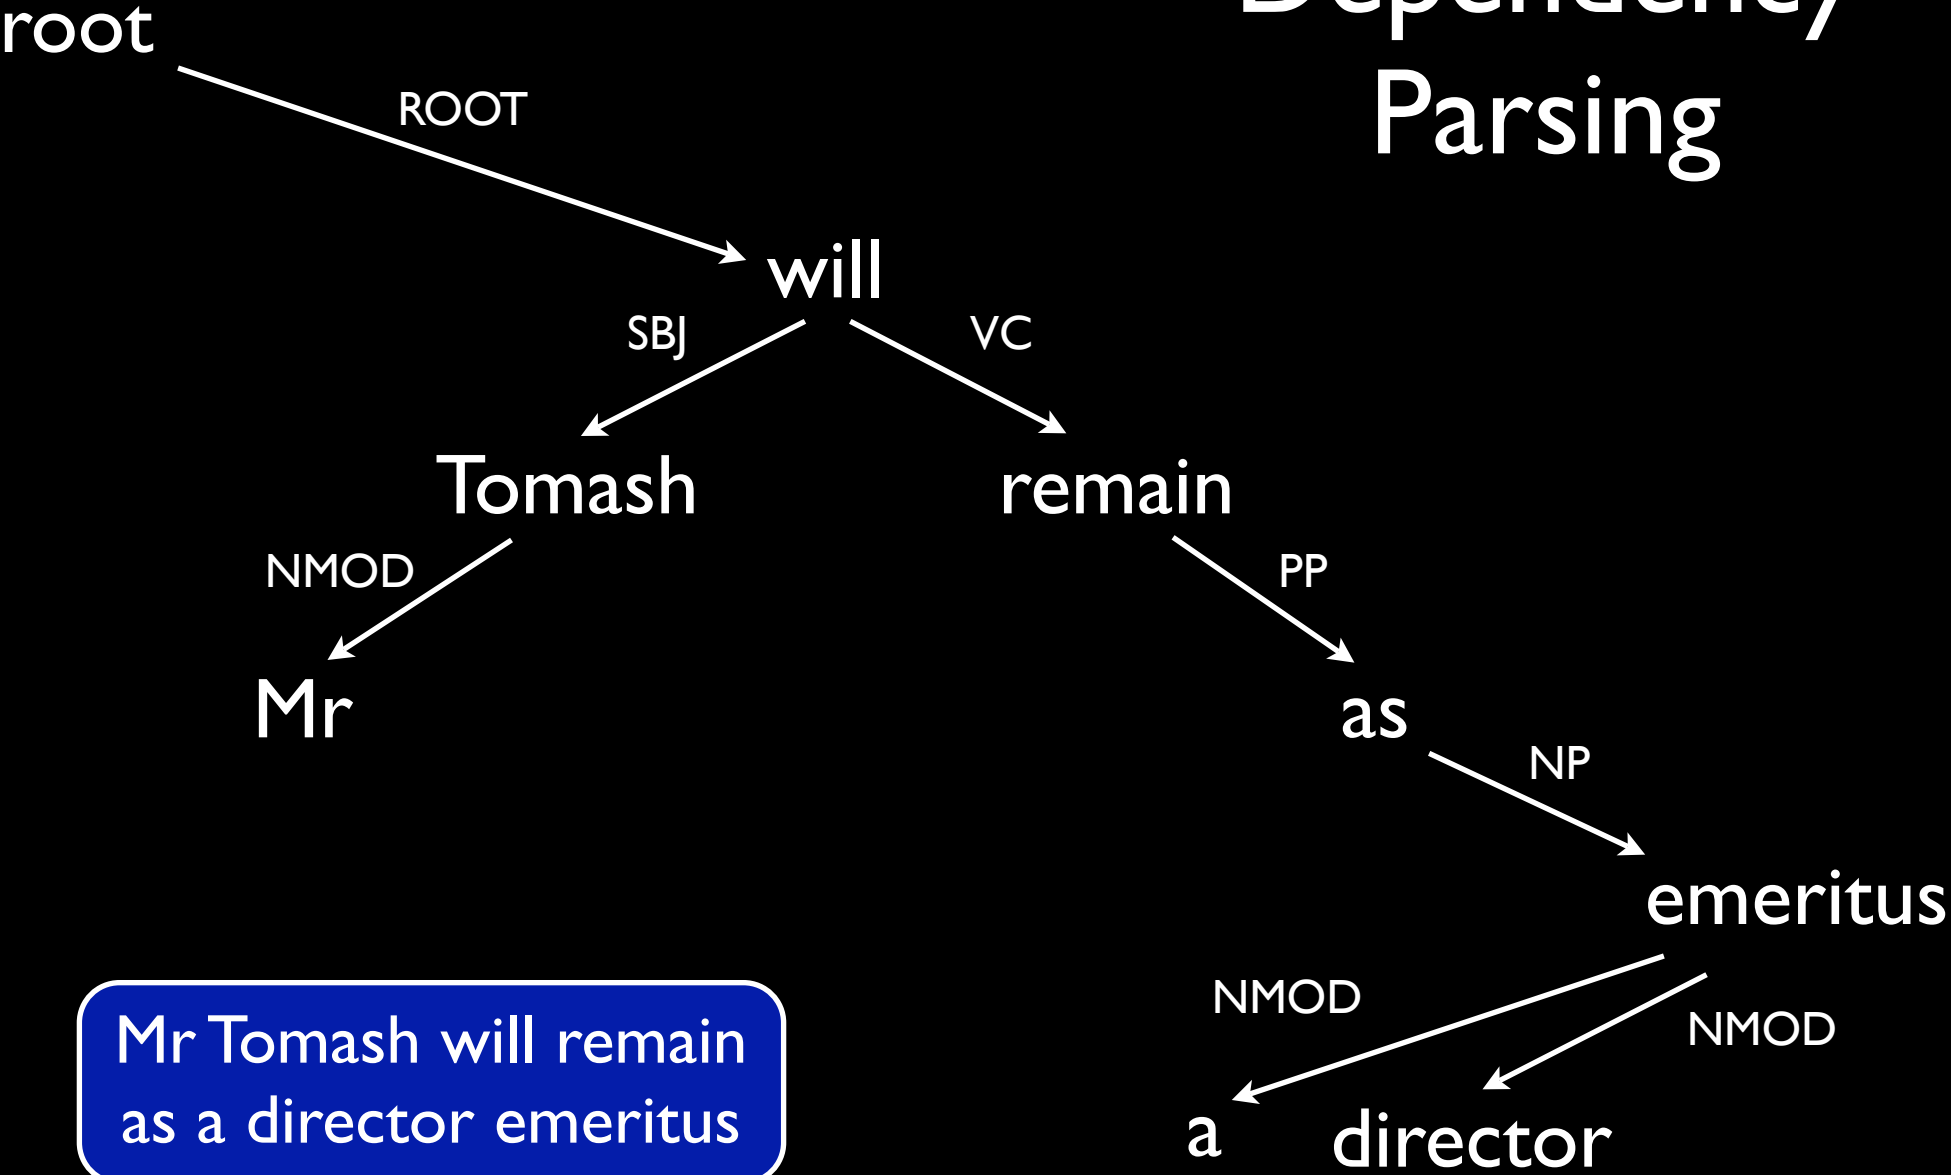 root
Dependency
Parsing
ROOT
will
SBJ
VC
Tomash
remain
NMOD
PP
Mr
as
NP
emeritus
NMOD
NMOD
a
director
Mr Tomash will remain
as a director emeritus